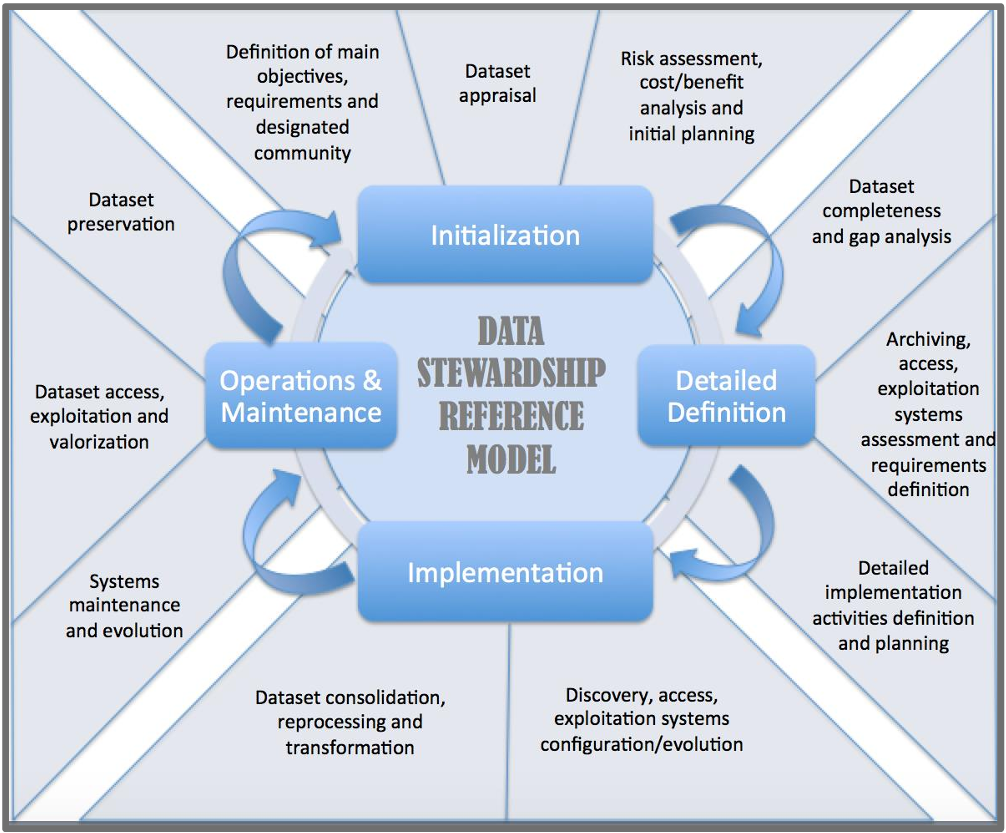 Definition of main
objectives,
requirements and
designated
community
Dataset
appraisal
Risk assessment,
cost/benefit
analysis and
initial planning
Dataset
preservation
Dataset
completeness
and gap analysis
Initialization
DATA
STEWARDSHIP
REFERENCE
MODEL
Operations &
Maintenance
Detailed
Definition
Dataset access,
exploitation and
valorization
Archiving,
access,
exploitation
systems
assessment and
requirements
definition
Implementation
Systems
maintenance
and evolution
Detailed
implementation
activities definition
and planning
Dataset consolidation,
reprocessing and
transformation
Discovery, access,
exploitation systems
configuration/evolution